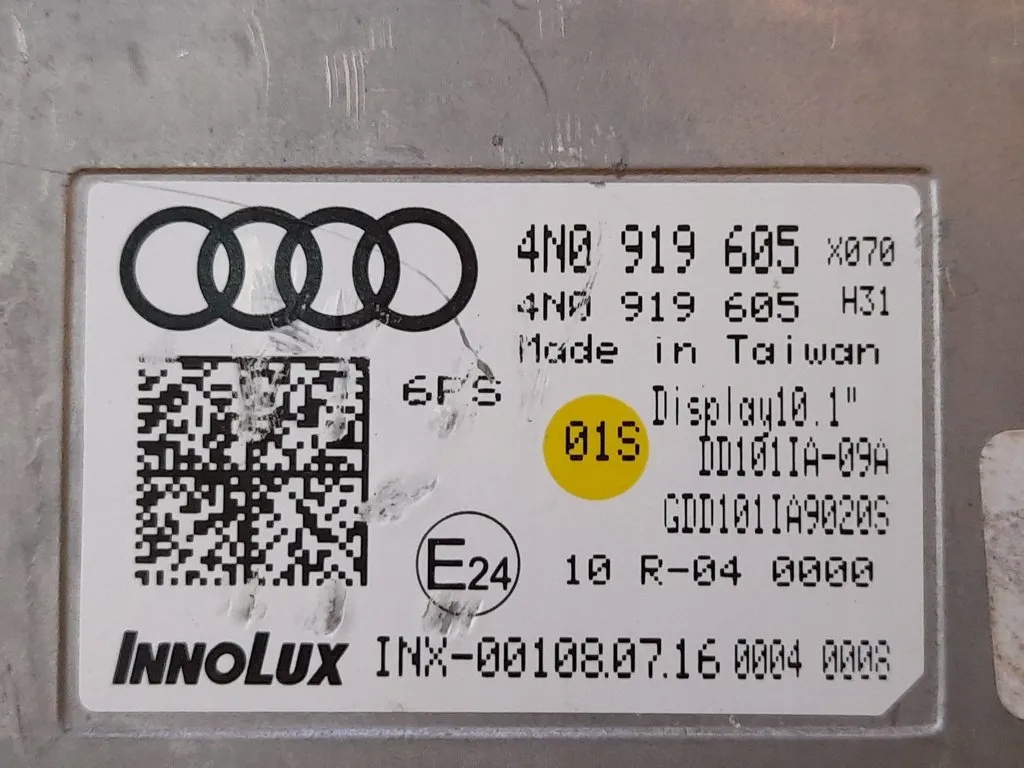 4N0 919 605 X070
4N0 919 605 H31
Made in Taiwan
6PS
Display10.1"
01S
DD101IA-09A
GDD101IA9020S
E24
10 R-04 0000
INNOLUX INX-00108.07.16 0004 0008